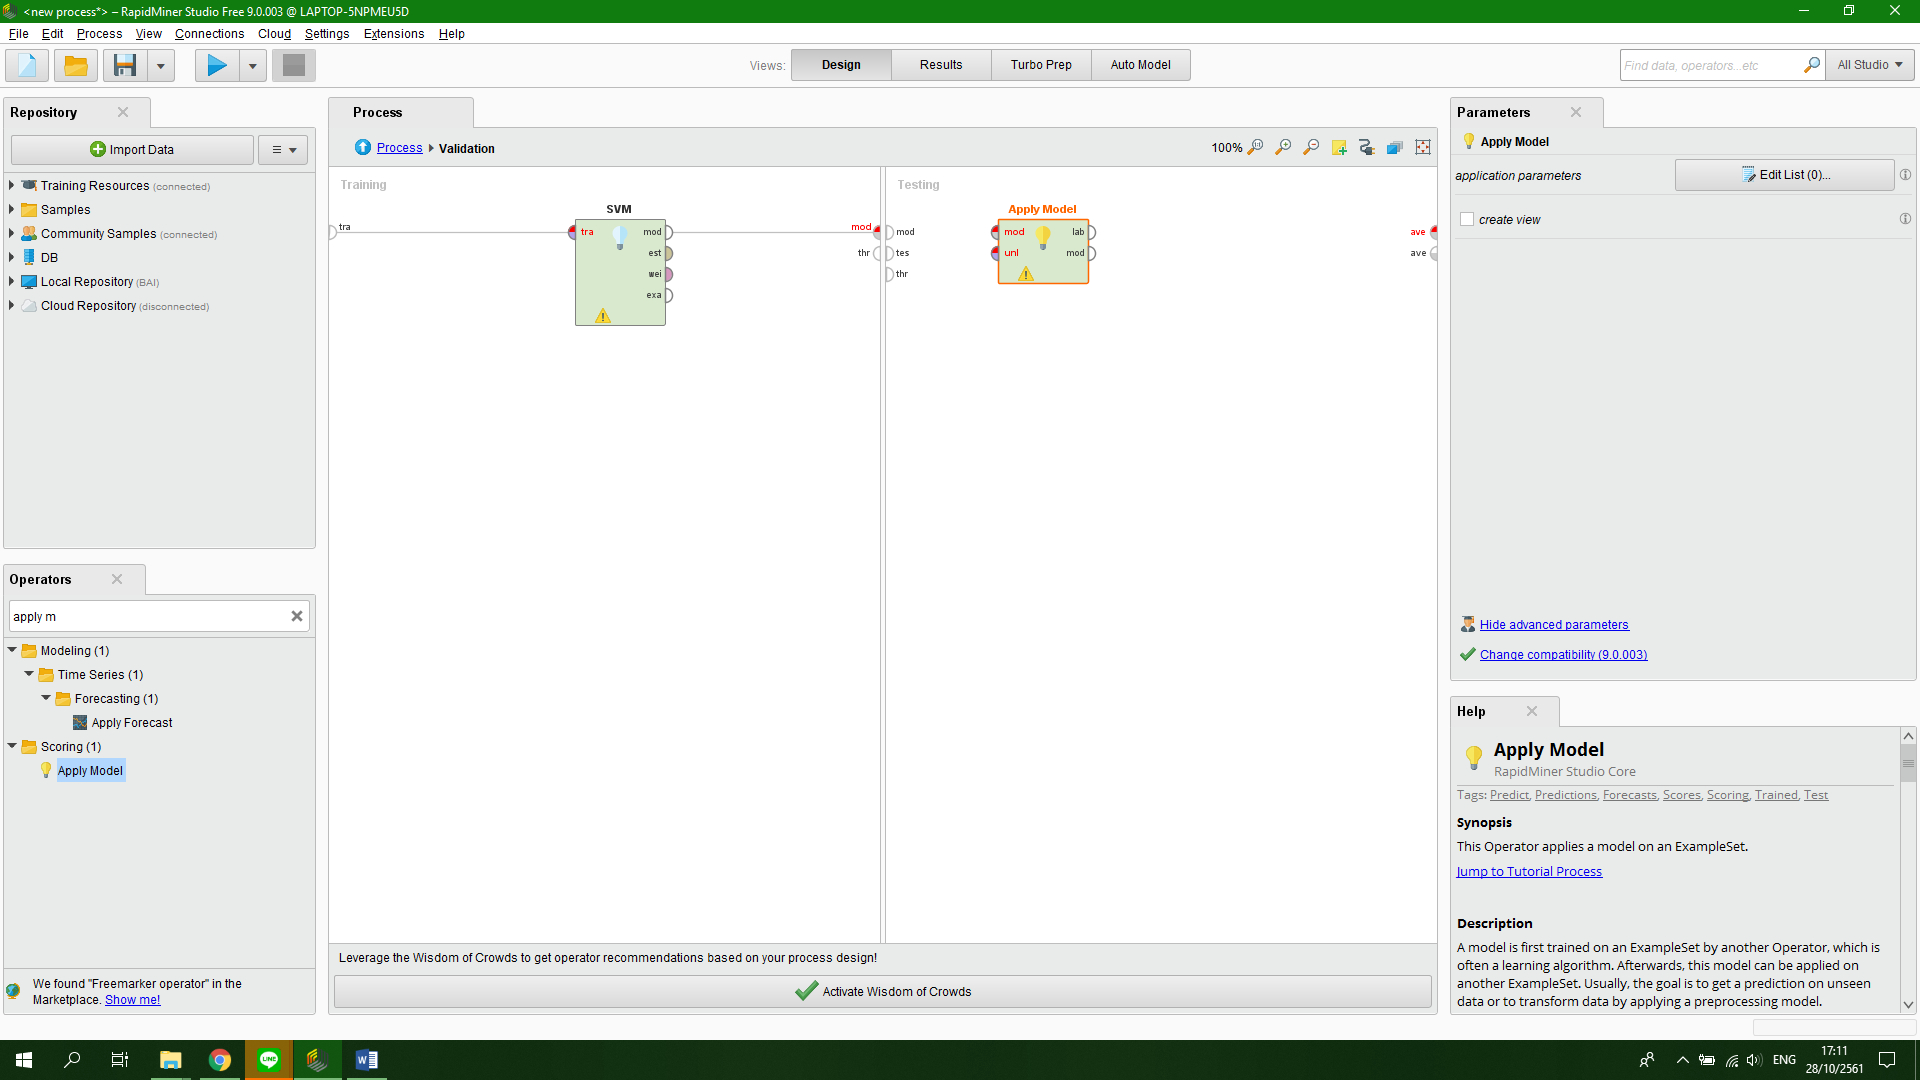 <new process*> – RapidMiner Studio Free 9.0.003 @ LAPTOP-5NPMEU5D
File Edit Process View Connections Cloud Settings Extensions Help
Views: Design Results Turbo Prep Auto Model
Find data, operators...etc All Studio
Repository
Import Data
Training Resources (connected)
Samples
Community Samples (connected)
DB
Local Repository (BAI)
Cloud Repository (disconnected)
Operators
apply m
Modeling (1)
Time Series (1)
Forecasting (1)
Apply Forecast
Scoring (1)
Apply Model
We found "Freemarker operator" in the
Marketplace. Show me!
Process
Process Validation
100%
Training
tra
SVM
tra mod
est
wei
exa
mod
thr
Testing
mod
tes
thr
Apply Model
mod lab
unl mod
ave
ave
Leverage the Wisdom of Crowds to get operator recommendations based on your process design!
Activate Wisdom of Crowds
Parameters
Apply Model
application parameters Edit List (0)...
create view
Hide advanced parameters
Change compatibility (9.0.003)
Help
Apply Model
RapidMiner Studio Core
Tags: Predict, Predictions, Forecasts, Scores, Scoring, Trained, Test
Synopsis
This Operator applies a model on an ExampleSet.
Jump to Tutorial Process
Description
A model is first trained on an ExampleSet by another Operator, which is
often a learning algorithm. Afterwards, this model can be applied on
another ExampleSet. Usually, the goal is to get a prediction on unseen
data or to transform data by applying a preprocessing model.
LINE
ENG
17:11
28/10/2561